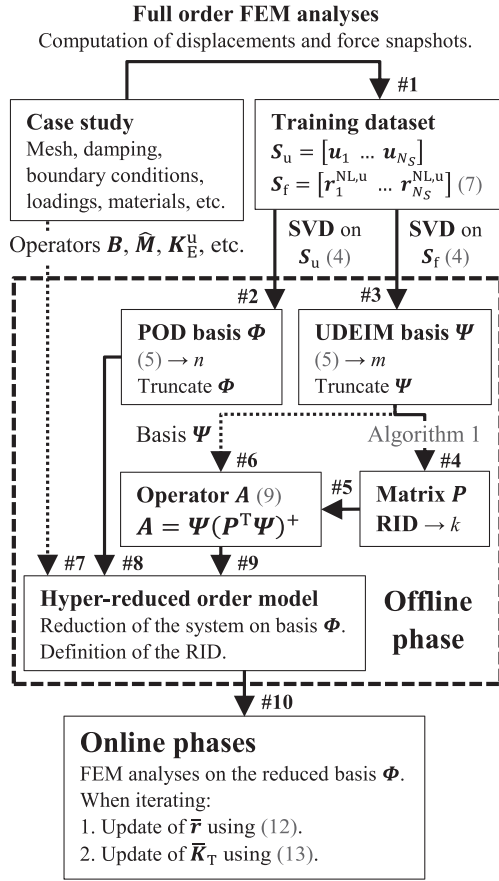 Full order FEM analyses
Computation of displacements and force snapshots.
#1
Case study
Mesh, damping,
boundary conditions,
loadings, materials, etc.
Training dataset
S_u = [u_1 ... u_{N_S}]
S_f = [r_1^{NL,u} ... r_{N_S}^{NL,u}] (7)
Operators B, M̂, K_E^u, etc.
SVD on
S_u (4)
SVD on
S_f (4)
#2
#3
POD basis Φ
(5) → n
Truncate Φ
UDEIM basis Ψ
(5) → m
Truncate Ψ
Basis Ψ
Algorithm 1
#6
#4
Operator A (9)
A = Ψ(P^TΨ)^+
#5
Matrix P
RID → k
#7
#8
#9
Hyper-reduced order model
Reduction of the system on basis Φ.
Definition of the RID.
Offline
phase
#10
Online phases
FEM analyses on the reduced basis Φ.
When iterating:
1. Update of r̄ using (12).
2. Update of K̄_T using (13).